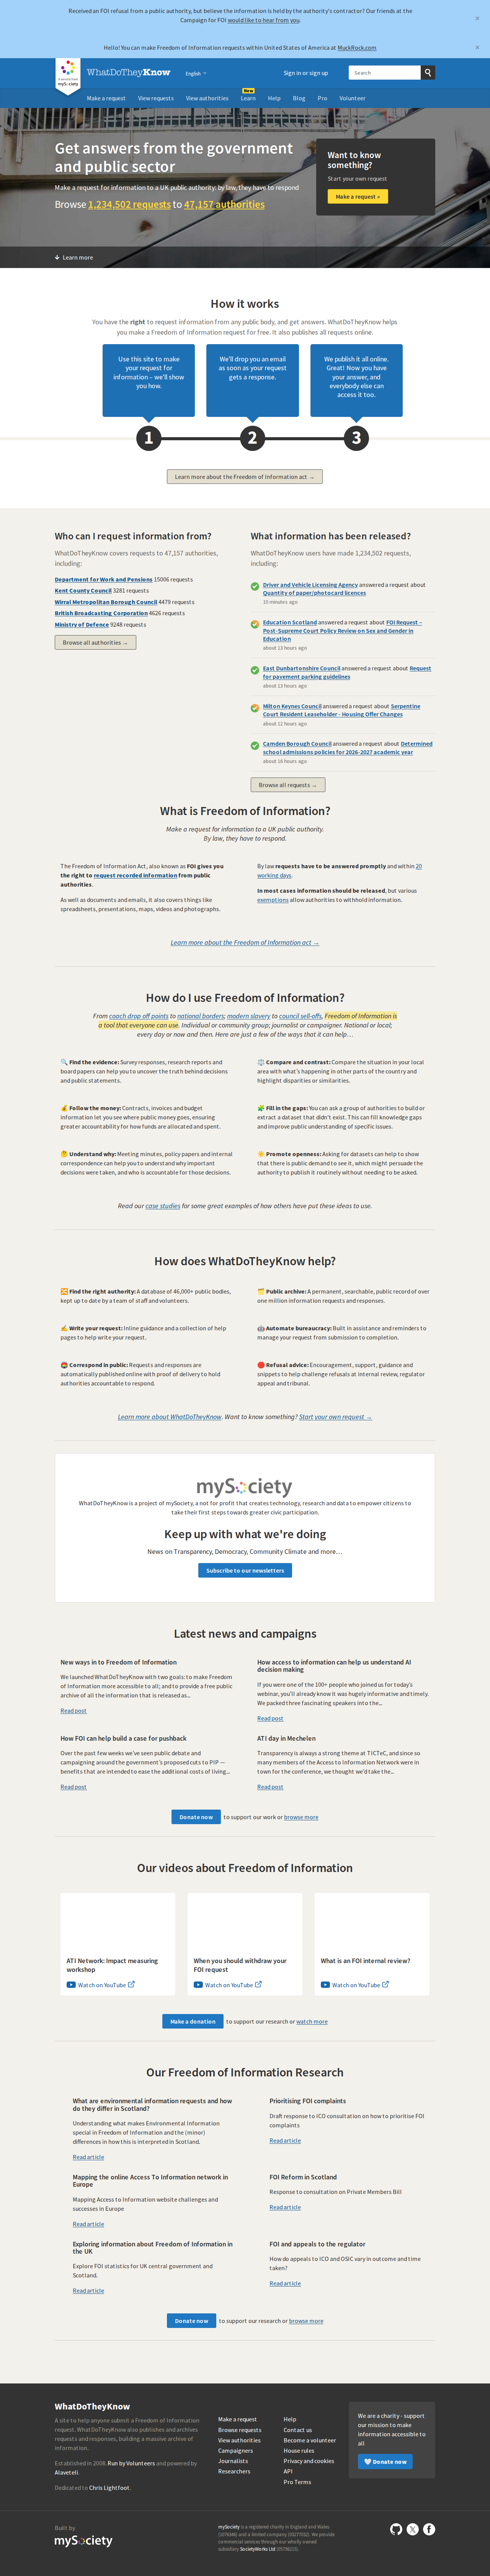 Received an FOI refusal from a public authority, but believe the information is held by the authority's contractor? Our friends at the
Campaign for FOI would like to hear from you.
×
Hello! You can make Freedom of Information requests within United States of America at MuckRock.com
×
my society
WhatDoTheyKnow
English
Sign in or sign up
Search
Make a request
View requests
View authorities
New
Learn
Help
Blog
Pro
Volunteer
Get answers from the government
and public sector
Make a request for information to a UK public authority: by law, they have to respond
Browse 1,234,502 requests to 47,157 authorities
Want to know
something?
Start your own request
Make a request »
Learn more
How it works
You have the right to request information from any public body, and get answers. WhatDoTheyKnow helps
you make a Freedom of Information request for free. It also publishes all requests online.
Use this site to make
your request for
information – we'll show
you how.
We'll drop you an email
as soon as your request
gets a response.
We publish it all online.
Great! Now you have
your answer, and
everybody else can
access it too.
1
2
3
Learn more about the Freedom of Information act →
Who can I request information from?
WhatDoTheyKnow covers requests to 47,157 authorities,
including:
Department for Work and Pensions 15006 requests
Kent County Council 3281 requests
Wirral Metropolitan Borough Council 4479 requests
British Broadcasting Corporation 4626 requests
Ministry of Defence 9248 requests
Browse all authorities →
What information has been released?
WhatDoTheyKnow users have made 1,234,502 requests,
including:
Driver and Vehicle Licensing Agency answered a request about
Quantity of paper/photocard licences
10 minutes ago
Education Scotland answered a request about FOI Request –
Post-Supreme Court Policy Review on Sex and Gender in
Education
about 13 hours ago
East Dunbartonshire Council answered a request about Request
for pavement parking guidelines
about 13 hours ago
Milton Keynes Council answered a request about Serpentine
Court Resident Leaseholder - Housing Offer Changes
about 12 hours ago
Camden Borough Council answered a request about Determined
school admissions policies for 2026-2027 academic year
about 16 hours ago
Browse all requests →
What is Freedom of Information?
Make a request for information to a UK public authority.
By law, they have to respond.
The Freedom of Information Act, also known as FOI gives you
the right to request recorded information from public
authorities.
As well as documents and emails, it also covers things like
spreadsheets, presentations, maps, videos and photographs.
By law requests have to be answered promptly and within 20
working days.
In most cases information should be released, but various
exemptions allow authorities to withhold information.
Learn more about the Freedom of Information act →
How do I use Freedom of Information?
From coach drop off points to national borders; modern slavery to council sell-offs, Freedom of Information is
a tool that everyone can use. Individual or community group; journalist or campaigner. National or local;
every day or now and then. Here are just a few of the ways that it can help…
🔍 Find the evidence: Survey responses, research reports and
board papers can help you to uncover the truth behind decisions
and public statements.
⚖️ Compare and contrast: Compare the situation in your local
area with what's happening in other parts of the country and
highlight disparities or similarities.
💰 Follow the money: Contracts, invoices and budget
information let you see where public money goes, ensuring
greater accountability for how funds are allocated and spent.
🧩 Fill in the gaps: You can ask a group of authorities to build or
extract a dataset that didn't exist. This can fill knowledge gaps
and improve public understanding of specific issues.
🤔 Understand why: Meeting minutes, policy papers and internal
correspondence can help you to understand why important
decisions were taken, and who is accountable for those decisions.
☀️ Promote openness: Asking for datasets can help to show
that there is public demand to see it, which might persuade the
authority to publish it routinely without needing to be asked.
Read our case studies for some great examples of how others have put these ideas to use.
How does WhatDoTheyKnow help?
🔀 Find the right authority: A database of 46,000+ public bodies,
kept up to date by a team of staff and volunteers.
🗂️ Public archive: A permanent, searchable, public record of over
one million information requests and responses.
✍️ Write your request: Inline guidance and a collection of help
pages to help write your request.
🤖 Automate bureaucracy: Built in assistance and reminders to
manage your request from submission to completion.
📮 Correspond in public: Requests and responses are
automatically published online with proof of delivery to hold
authorities accountable to respond.
🛑 Refusal advice: Encouragement, support, guidance and
snippets to help challenge refusals at internal review, regulator
appeal and tribunal.
Learn more about WhatDoTheyKnow. Want to know something? Start your own request →
mySociety
WhatDoTheyKnow is a project of mySociety, a not for profit that creates technology, research and data to empower citizens to
take their first steps towards greater civic participation.
Keep up with what we're doing
News on Transparency, Democracy, Community Climate and more…
Subscribe to our newsletters
Latest news and campaigns
New ways in to Freedom of Information
We launched WhatDoTheyKnow with two goals: to make Freedom
of Information more accessible to all; and to provide a free public
archive of all the information that is released as...
Read post
How access to information can help us understand AI
decision making
If you were one of the 100+ people who joined us for today's
webinar, you'll already know it was hugely informative and timely.
We packed three fascinating speakers into the...
Read post
How FOI can help build a case for pushback
Over the past few weeks we've seen public debate and
campaigning around the government's proposed cuts to PIP —
benefits that are intended to ease the additional costs of living...
Read post
ATI day in Mechelen
Transparency is always a strong theme at TICTeC, and since so
many members of the Access to Information Network were in
town for the conference, we thought we'd take the...
Read post
Donate now to support our work or browse more
Our videos about Freedom of Information
ATI Network: Impact measuring
workshop
Watch on YouTube
When you should withdraw your
FOI request
Watch on YouTube
What is an FOI internal review?
Watch on YouTube
Make a donation to support our research or watch more
Our Freedom of Information Research
What are environmental information requests and how
do they differ in Scotland?
Understanding what makes Environmental Information
special in Freedom of Information and the (minor)
differences in how this is interpreted in Scotland.
Read article
Prioritising FOI complaints
Draft response to ICO consultation on how to prioritise FOI
complaints
Read article
Mapping the online Access To Information network in
Europe
Mapping Access to Information website challenges and
successes in Europe
Read article
FOI Reform in Scotland
Response to consultation on Private Members Bill
Read article
Exploring information about Freedom of Information in
the UK
Explore FOI statistics for UK central government and
Scotland.
Read article
FOI and appeals to the regulator
How do appeals to ICO and OSIC vary in outcome and time
taken?
Read article
Donate now to support our research or browse more
WhatDoTheyKnow
A site to help anyone submit a Freedom of Information
request. WhatDoTheyKnow also publishes and archives
requests and responses, building a massive archive of
information.
Established in 2008. Run by Volunteers and powered by
Alaveteli.
Dedicated to Chris Lightfoot.
Make a request
Browse requests
View authorities
Campaigners
Journalists
Researchers
Help
Contact us
Become a volunteer
House rules
Privacy and cookies
API
Pro Terms
We are a charity - support
our mission to make
information accessible to
all
🤍 Donate now
Built by
mySociety
mySociety is a registered charity in England and Wales
(1076346) and a limited company (03277032). We provide
commercial services through our wholly owned
subsidiary SocietyWorks Ltd (05798215).